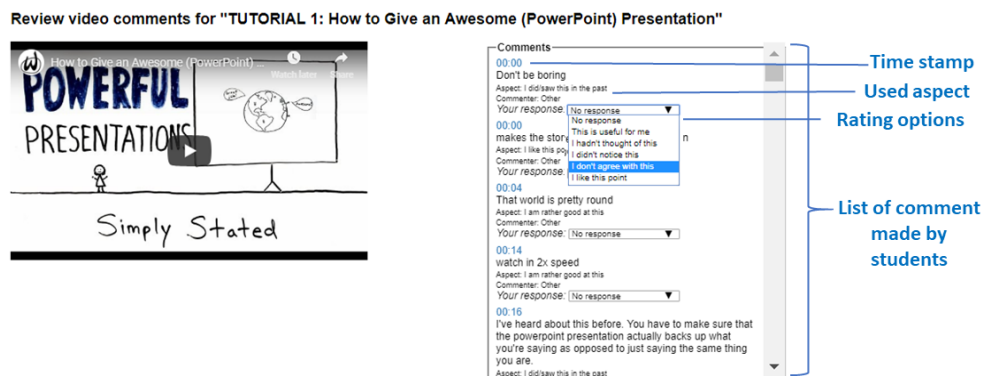 Review video comments for "TUTORIAL 1: How to Give an Awesome (PowerPoint) Presentation"
How to Give an Awesome (PowerPoint) ...
Watch later
Share
POWERFUL
PRESENTATIONS
Simply Stated
Comments
00:00
Don't be boring
Aspect: I did/saw this in the past
Commenter: Other
Your response: No response
No response
This is useful for me
I hadn't thought of this
I didn't notice this
I don't agree with this
I like this point
00:00
makes the
n
Aspect: I like this
Commenter: Other
Your response
00:04
That world is pretty round
Aspect: I am rather good at this
Commenter: Other
Your response: No response
00:14
watch in 2x speed
Aspect: I am rather good at this
Commenter: Other
Your response: No response
00:16
I've heard about this before. You have to make sure that
the powerpoint presentation actually backs up what
you're saying as opposed to just saying the same thing
you are.
Aspect: I did/saw this in the past
Time stamp
Used aspect
Rating options
List of comment
made by
students